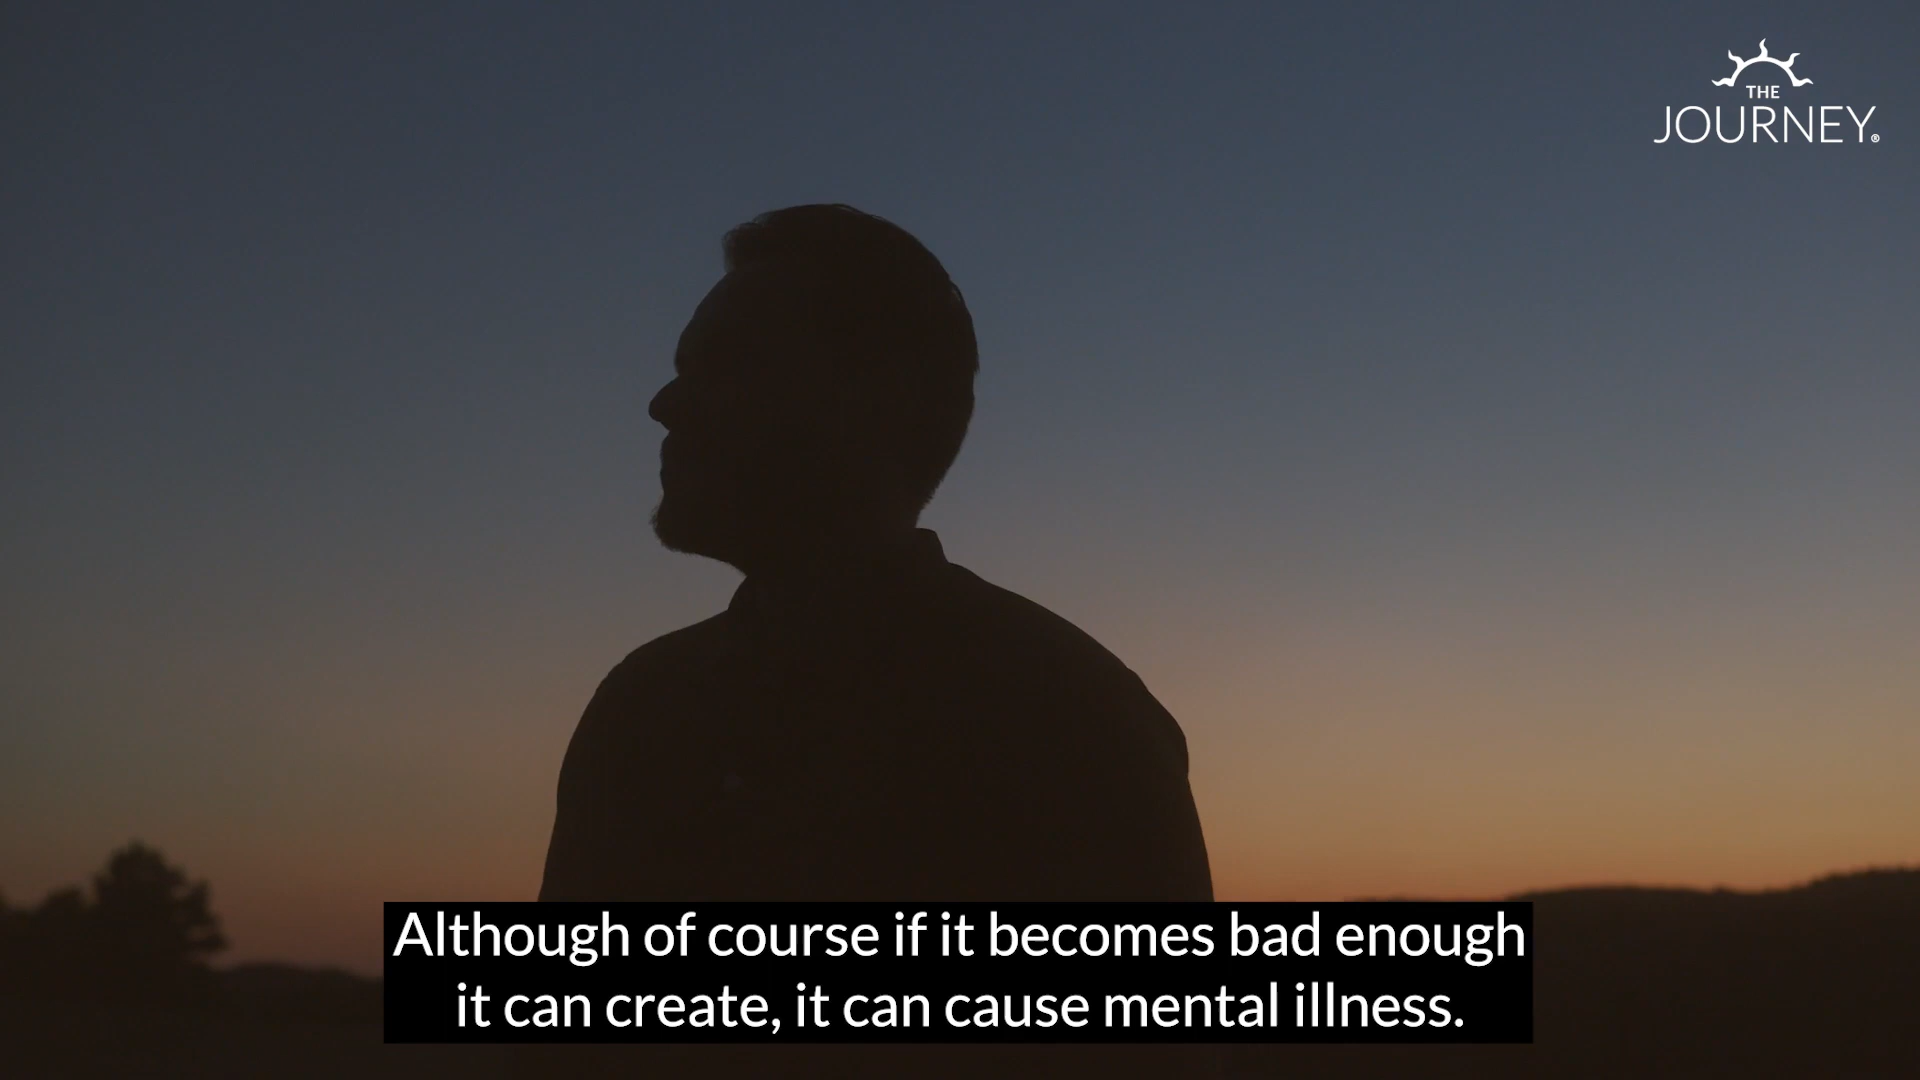 THE
JOURNEY®
Although of course if it becomes bad enough
it can create, it can cause mental illness.